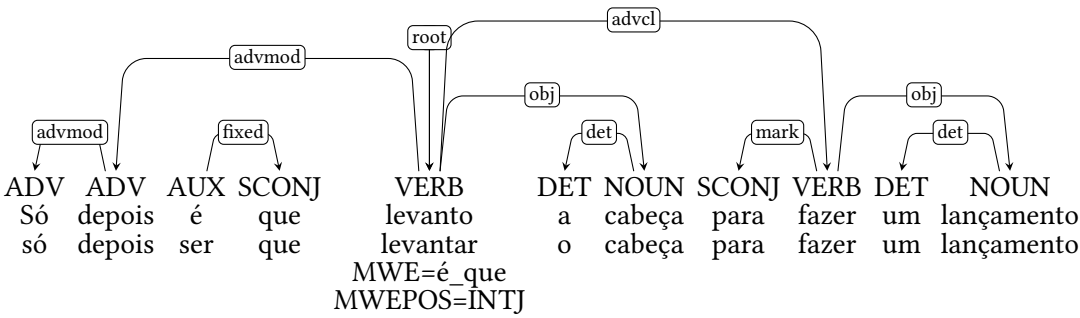 advcl
root
advmod
obj obj
advmod fixed det mark det
ADV ADV AUX SCONJ VERB DET NOUN SCONJ VERB DET NOUN
Só depois é que levanto a cabeça para fazer um lançamento
só depois ser que levantar o cabeça para fazer um lançamento
MWE=é_que
MWEPOS=INTJ